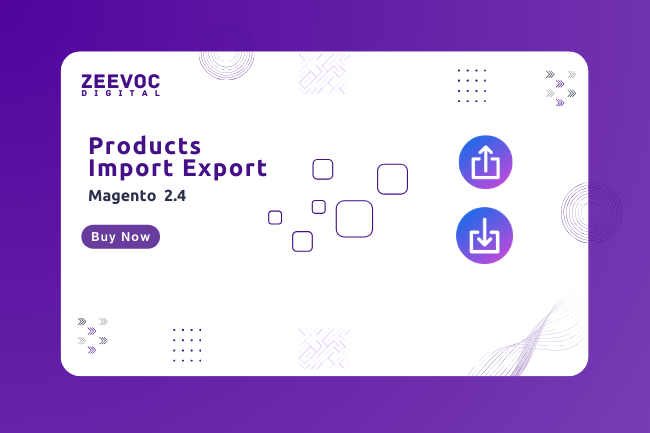 ZEEVOC
DIGITAL
Products
Import Export
Magento 2.4
Buy Now